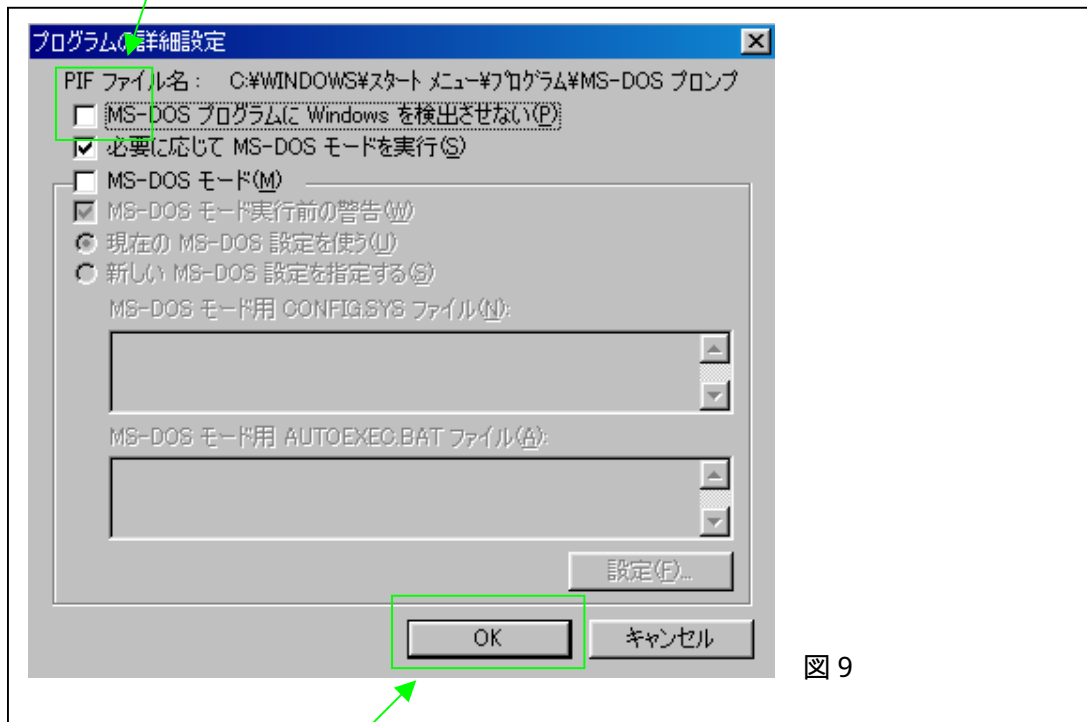 プログラムの詳細設定
PIF ファイル名： C:¥WINDOWS¥スタート メニュー¥プログラム¥MS-DOS プロンプ
MS-DOS プログラムに Windows を検出させない(P)
必要に応じて MS-DOS モードを実行(S)
MS-DOS モード(M)
MS-DOS モード実行前の警告(W)
現在の MS-DOS 設定を使う(U)
新しい MS-DOS 設定を指定する(S)
MS-DOS モード用 CONFIG.SYS ファイル(N):
MS-DOS モード用 AUTOEXEC.BAT ファイル(A):
設定(F)...
OK
キャンセル
図 9